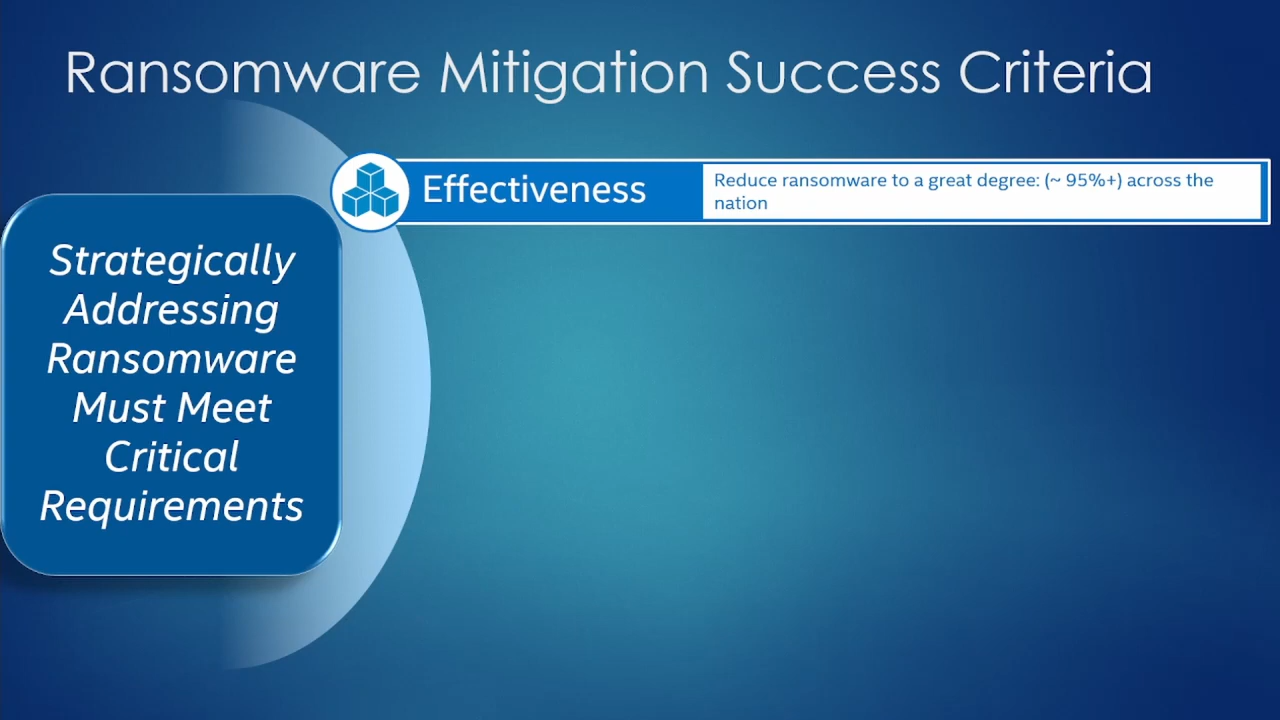 Ransomware Mitigation Success Criteria
Effectiveness
Reduce ransomware to a great degree: (~ 95%+) across the
nation
Strategically
Addressing
Ransomware
Must Meet
Critical
Requirements